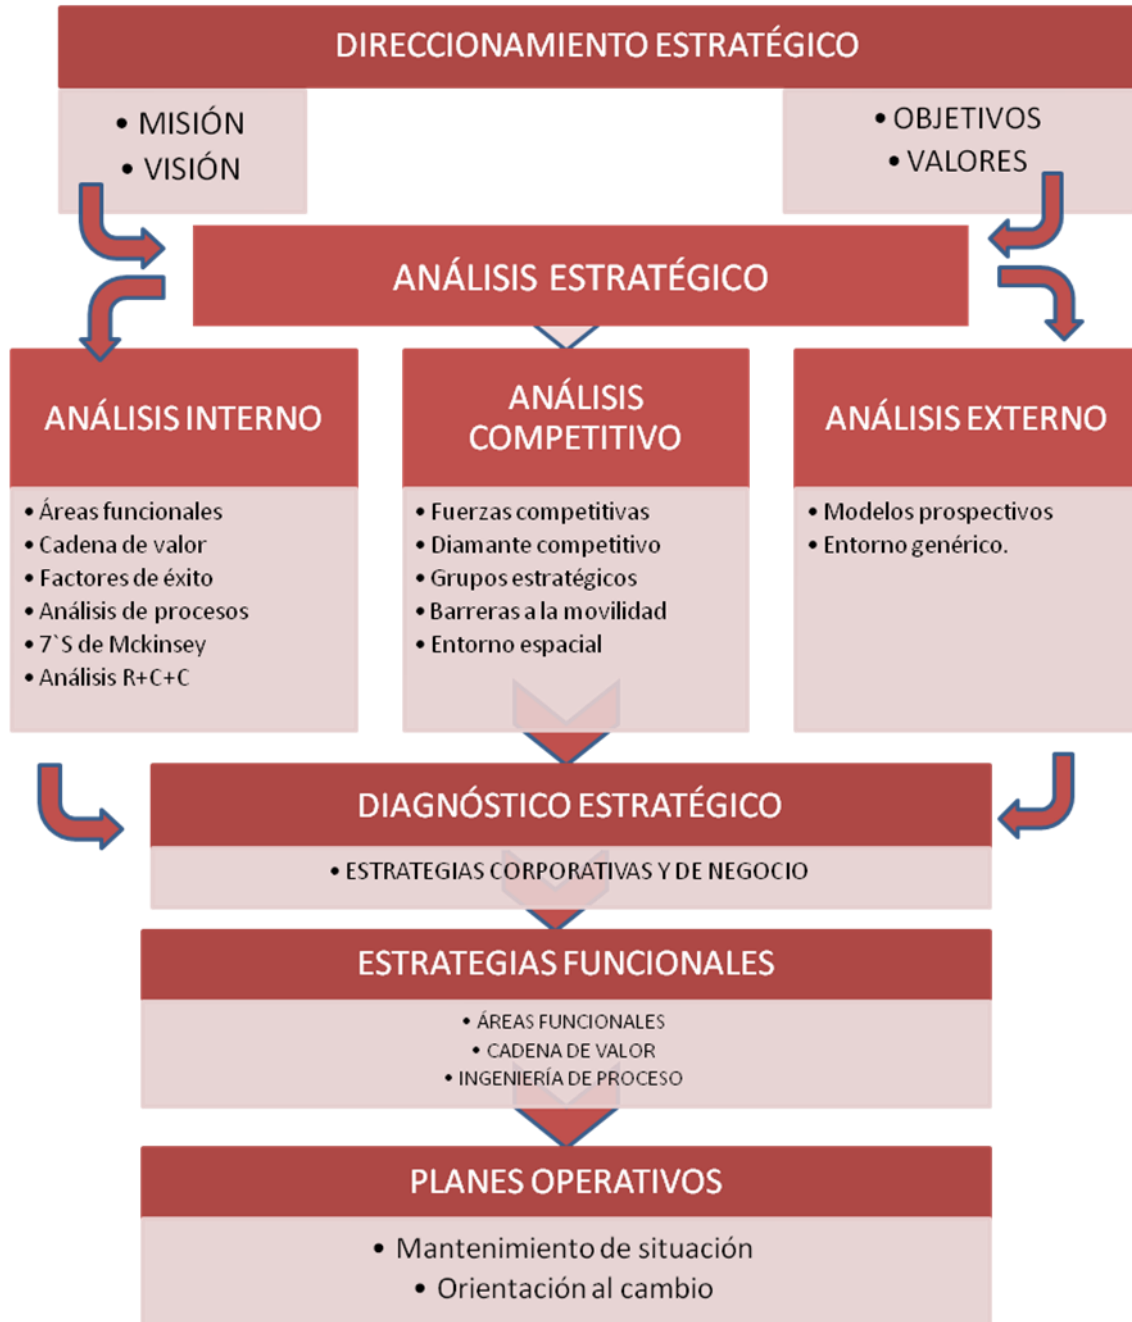 DIRECCIONAMIENTO ESTRATÉGICO
• MISIÓN
• VISIÓN
• OBJETIVOS
• VALORES
ANÁLISIS ESTRATÉGICO
ANÁLISIS INTERNO
• Áreas funcionales
• Cadena de valor
• Factores de éxito
• Análisis de procesos
• 7`S de Mckinsey
• Análisis R+C+C
ANÁLISIS
COMPETITIVO
• Fuerzas competitivas
• Diamante competitivo
• Grupos estratégicos
• Barreras a la movilidad
• Entorno espacial
ANÁLISIS EXTERNO
• Modelos prospectivos
• Entorno genérico.
DIAGNÓSTICO ESTRATÉGICO
• ESTRATEGIAS CORPORATIVAS Y DE NEGOCIO
ESTRATEGIAS FUNCIONALES
• ÁREAS FUNCIONALES
• CADENA DE VALOR
• INGENIERÍA DE PROCESO
PLANES OPERATIVOS
• Mantenimiento de situación
• Orientación al cambio